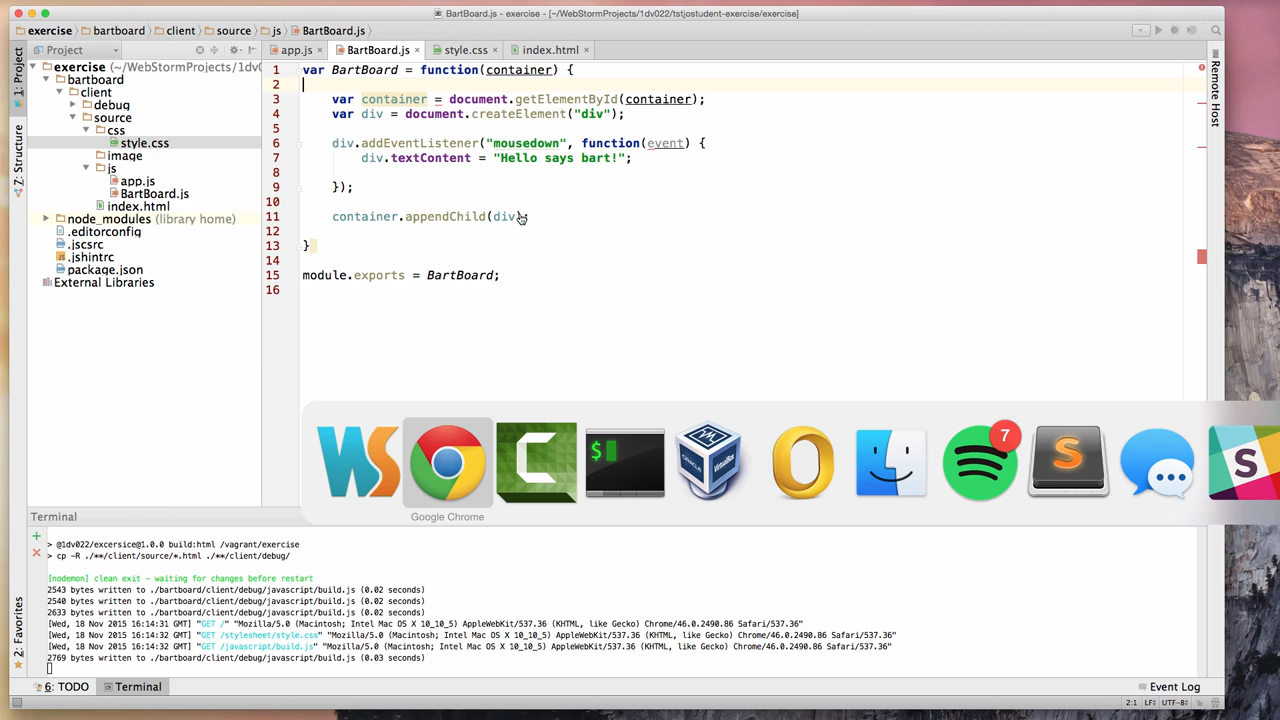 BartBoard.js - exercise - [~/WebStormProjects/1dv022/tstjostudent-exercise/exercise]
exercise bartboard client source js BartBoard.js
Project app.js BartBoard.js style.css index.html
1: Project
Structure
2: Favorites
Remote Host
exercise (~/WebStormProjects/1dv0
bartboard
client
debug
source
css
style.css
image
js
app.js
BartBoard.js
index.html
node_modules (library home)
.editorconfig
.jscsrc
.jshintrc
package.json
External Libraries
1 var BartBoard = function(container) {
2
3 var container = document.getElementById(container);
4 var div = document.createElement("div");
5
6 div.addEventListener("mousedown", function(event) {
7 div.textContent = "Hello says bart!";
8
9 });
10
11 container.appendChild(div);
12
13 }
14
15 module.exports = BartBoard;
16
WS C $ O 7 S S
Google Chrome
Terminal
> @1dv022/excersice@1.0.0 build:html /vagrant/exercise
> cp -R ./**/client/source/*.html ./**/client/debug/
[nodemon] clean exit - waiting for changes before restart
2543 bytes written to ./bartboard/client/debug/javascript/build.js (0.02 seconds)
2540 bytes written to ./bartboard/client/debug/javascript/build.js (0.02 seconds)
2633 bytes written to ./bartboard/client/debug/javascript/build.js (0.02 seconds)
[Wed, 18 Nov 2015 16:14:31 GMT] "GET /" "Mozilla/5.0 (Macintosh; Intel Mac OS X 10_10_5) AppleWebKit/537.36 (KHTML, like Gecko) Chrome/46.0.2490.86 Safari/537.36"
[Wed, 18 Nov 2015 16:14:32 GMT] "GET /stylesheet/style.css" "Mozilla/5.0 (Macintosh; Intel Mac OS X 10_10_5) AppleWebKit/537.36 (KHTML, like Gecko) Chrome/46.0.2490.86 Safari/537.36"
[Wed, 18 Nov 2015 16:14:32 GMT] "GET /javascript/build.js" "Mozilla/5.0 (Macintosh; Intel Mac OS X 10_10_5) AppleWebKit/537.36 (KHTML, like Gecko) Chrome/46.0.2490.86 Safari/537.36"
2769 bytes written to ./bartboard/client/debug/javascript/build.js (0.03 seconds)
6: TODO Terminal Event Log
2:1 LF: UTF-8: